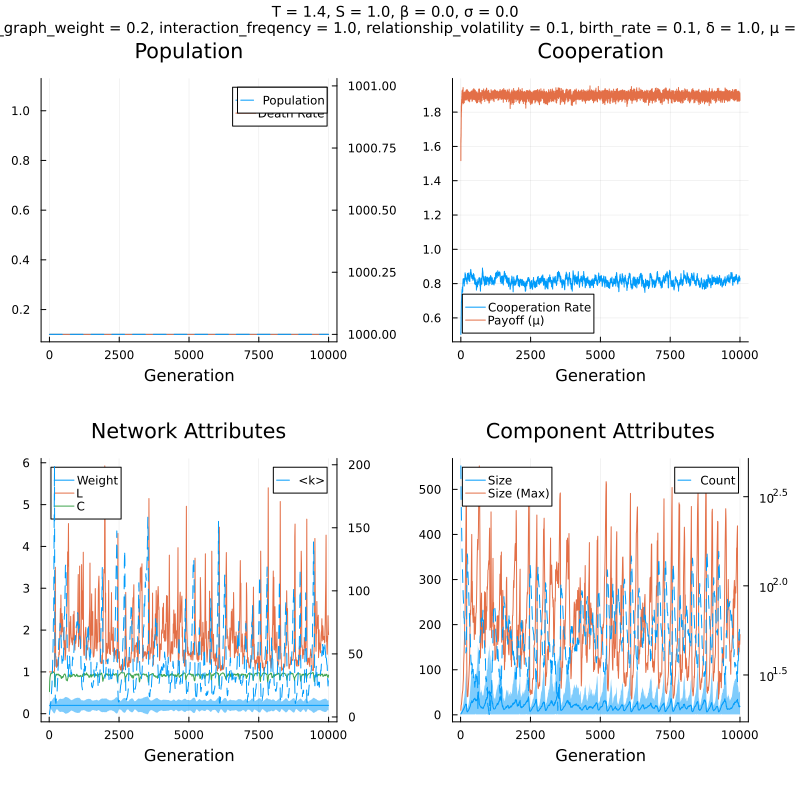 T = 1.4, S = 1.0, β = 0.0, σ = 0.0
_graph_weight = 0.2, interaction_freqency = 1.0, relationship_volatility = 0.1, birth_rate = 0.1, δ = 1.0, μ =
Population
Cooperation
1.0
0.8
0.6
0.4
0.2
1001.00
1000.75
1000.50
1000.25
1000.00
Population
Death Rate
0
2500
5000
7500
10000
Generation
1.8
1.6
1.4
1.2
1.0
0.8
0.6
Cooperation Rate
Payoff (μ)
0
2500
5000
7500
10000
Generation
Network Attributes
Component Attributes
6
5
4
3
2
1
0
Weight
L
C
<k>
200
150
100
50
0
0
2500
5000
7500
10000
Generation
500
400
300
200
100
0
Size
Size (Max)
Count
10^2.5
10^2.0
10^1.5
0
2500
5000
7500
10000
Generation